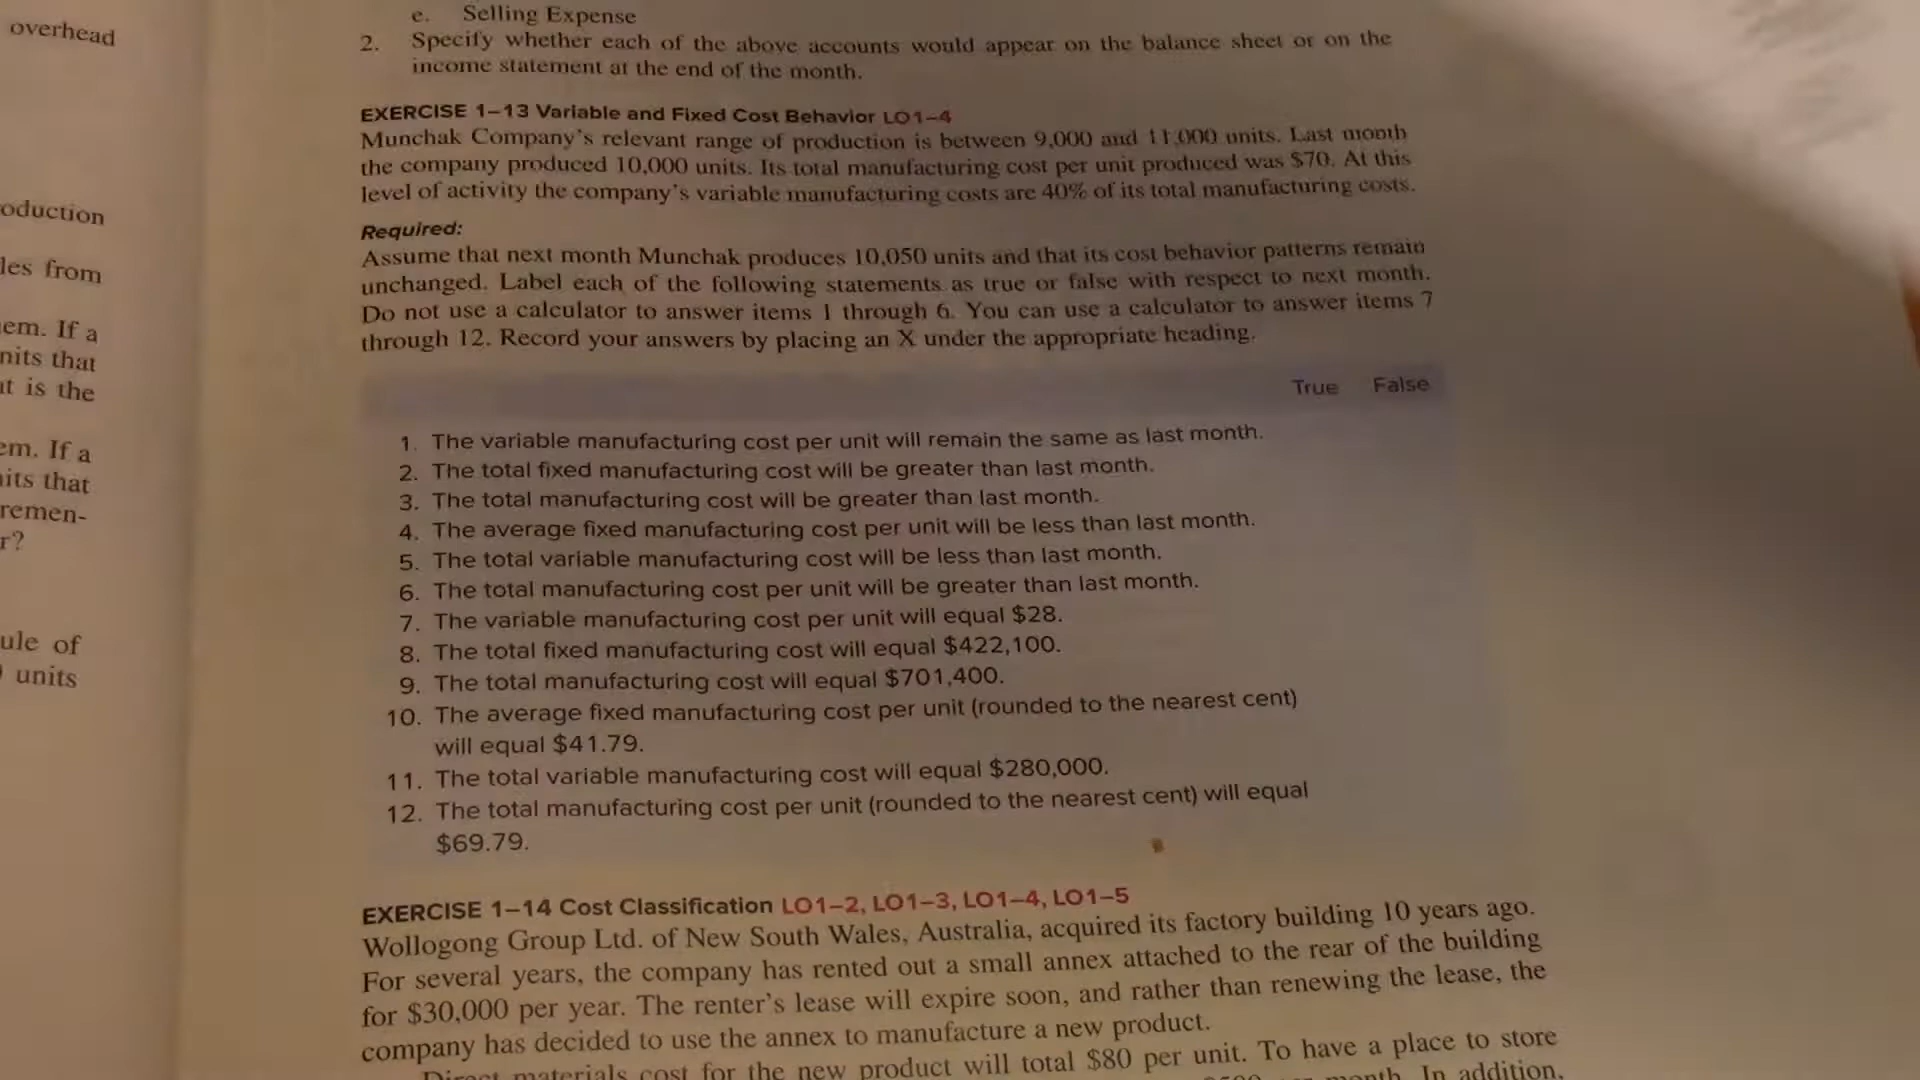 overhead
oduction
les from
em. If a
nits that
t is the
em. If a
its that
remen-
r?
ule of
units
e. Selling Expense
2. Specify whether each of the above accounts would appear on the balance sheet or on the
income statement at the end of the month.
EXERCISE 1–13 Variable and Fixed Cost Behavior LO1–4
Munchak Company's relevant range of production is between 9,000 and 11,000 units. Last month
the company produced 10,000 units. Its total manufacturing cost per unit produced was $70. At this
level of activity the company's variable manufacturing costs are 40% of its total manufacturing costs.
Required:
Assume that next month Munchak produces 10,050 units and that its cost behavior patterns remain
unchanged. Label each of the following statements as true or false with respect to next month.
Do not use a calculator to answer items 1 through 6. You can use a calculator to answer items 7
through 12. Record your answers by placing an X under the appropriate heading.
True False
1. The variable manufacturing cost per unit will remain the same as last month.
2. The total fixed manufacturing cost will be greater than last month.
3. The total manufacturing cost will be greater than last month.
4. The average fixed manufacturing cost per unit will be less than last month.
5. The total variable manufacturing cost will be less than last month.
6. The total manufacturing cost per unit will be greater than last month.
7. The variable manufacturing cost per unit will equal $28.
8. The total fixed manufacturing cost will equal $422,100.
9. The total manufacturing cost will equal $701,400.
10. The average fixed manufacturing cost per unit (rounded to the nearest cent)
will equal $41.79.
11. The total variable manufacturing cost will equal $280,000.
12. The total manufacturing cost per unit (rounded to the nearest cent) will equal
$69.79.
EXERCISE 1–14 Cost Classification LO1–2, LO1–3, LO1–4, LO1–5
Wollogong Group Ltd. of New South Wales, Australia, acquired its factory building 10 years ago.
For several years, the company has rented out a small annex attached to the rear of the building
for $30,000 per year. The renter's lease will expire soon, and rather than renewing the lease, the
company has decided to use the annex to manufacture a new product.
Direct materials cost for the new product will total $80 per unit. To have a place to store
month. In addition,